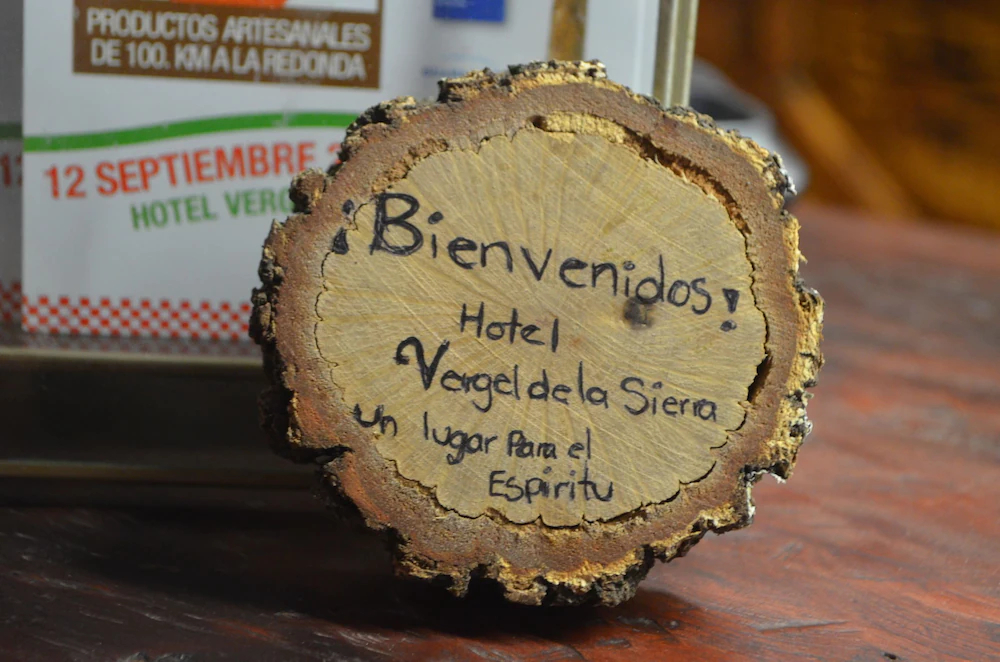 PRODUCTOS ARTESANALES
DE 100. KM A LA REDONDA
12 SEPTIEMBRE
HOTEL
¡Bienvenidos!
Hotel
Vergel de la Sierra
un lugar Para el
Espiritu